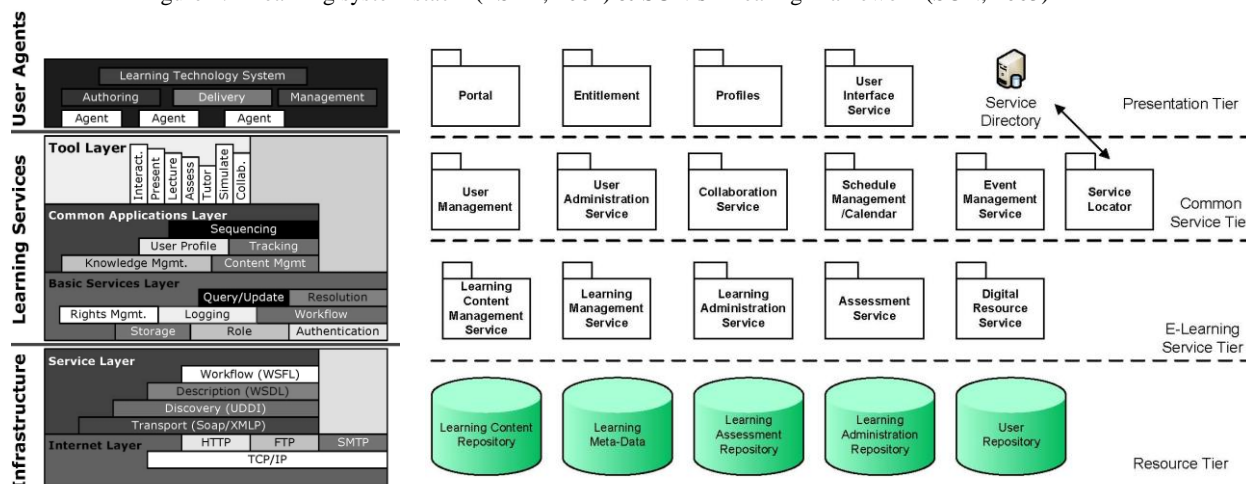 learning system stack & Learning Framework
User Agents
Learning Technology System
Authoring Delivery Management
Agent Agent Agent
Learning Services
Tool Layer
Interact.
Present
Lecture
Assess
Tutor
Simulate
Collab.
Common Applications Layer
Sequencing
User Profile Tracking
Knowledge Mgmt. Content Mgmt
Basic Services Layer
Query/Update Resolution
Rights Mgmt. Logging Workflow
Storage Role Authentication
Infrastructure
Service Layer
Workflow (WSFL)
Description (WSDL)
Discovery (UDDI)
Transport (Soap/XMLP)
Internet Layer
HTTP FTP SMTP
TCP/IP
Portal
Entitlement
Profiles
User
Interface
Service
Service
Directory
Presentation Tier
User
Management
User
Administration
Service
Collaboration
Service
Schedule
Management
/Calendar
Event
Management
Service
Service
Locator
Common
Service Tie
Learning
Content
Management
Service
Learning
Management
Service
Learning
Administration
Service
Assessment
Service
Digital
Resource
Service
E-Learning
Service Tier
Learning Content
Repository
Learning
Meta-Data
Learning
Assessment
Repository
Learning
Administration
Repository
User
Repository
Resource Tier